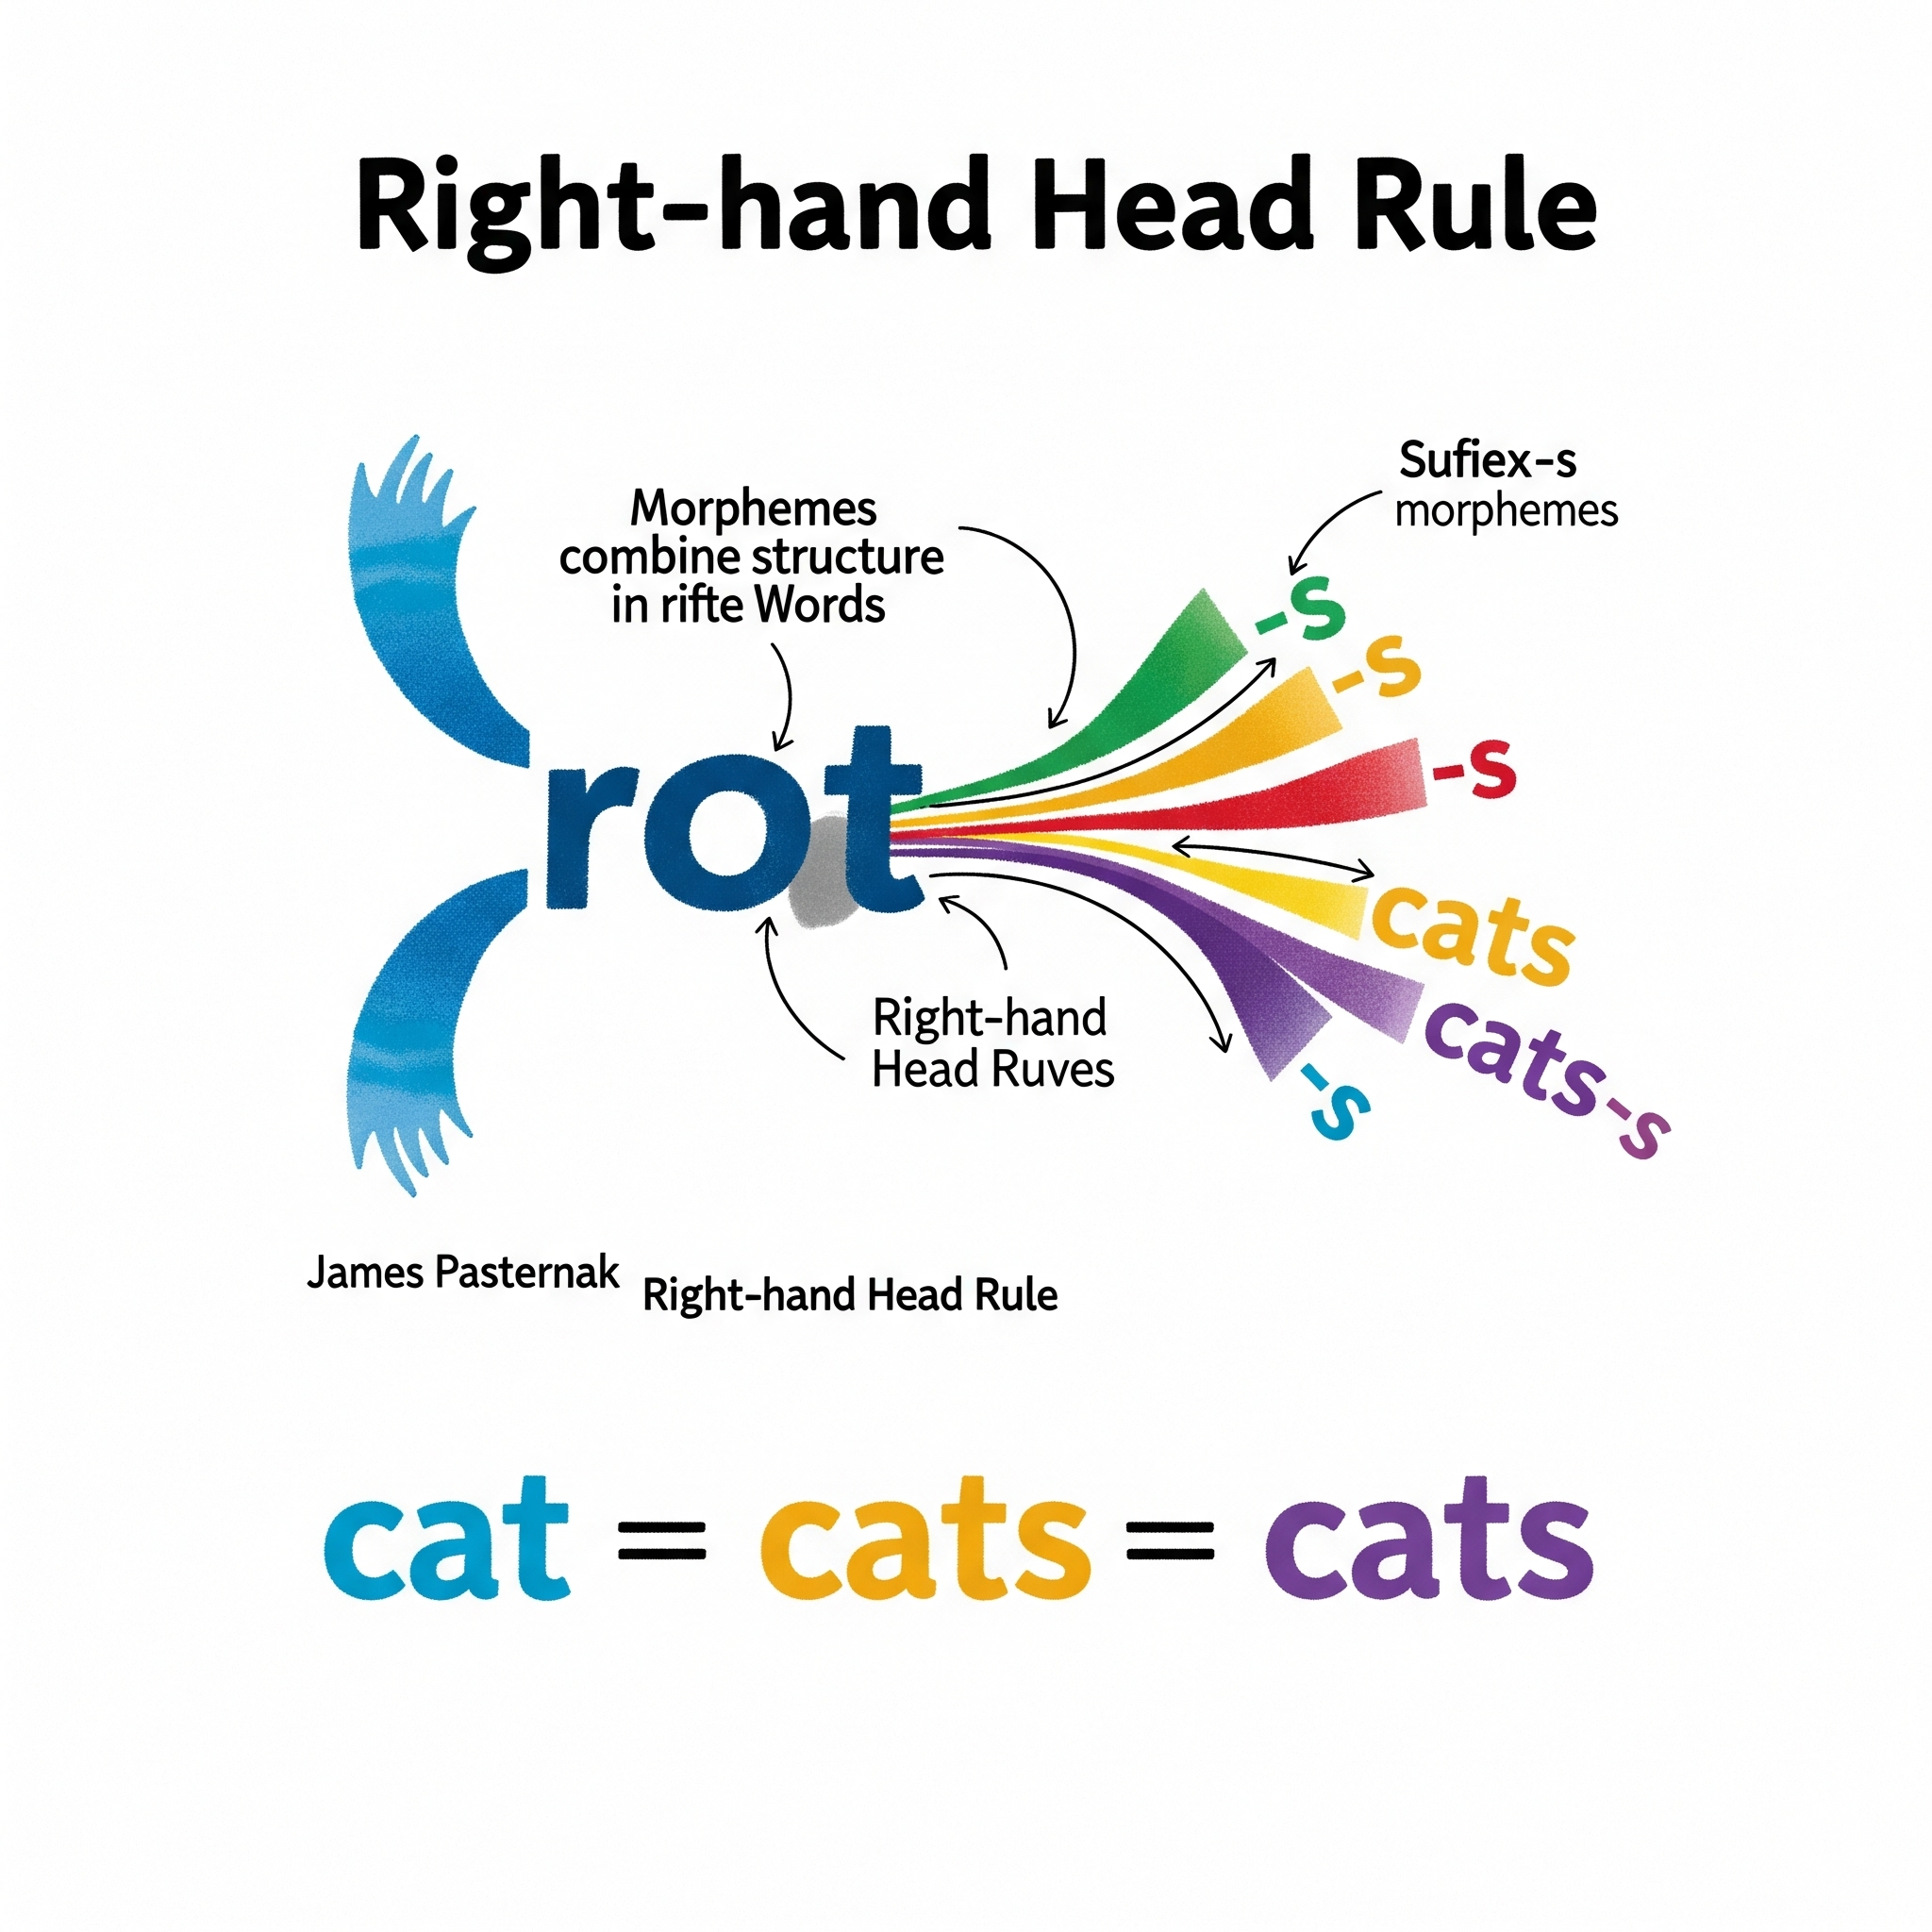 Right-hand Head Rule
Morphemes
combine structure
in rifte Words
Sufiex-s
morphemes
-s
-s
-s
rot
cats
cats-s
-s
Right-hand
Head Ruves
James Pasternak
Right-hand Head Rule
cat = cats = cats